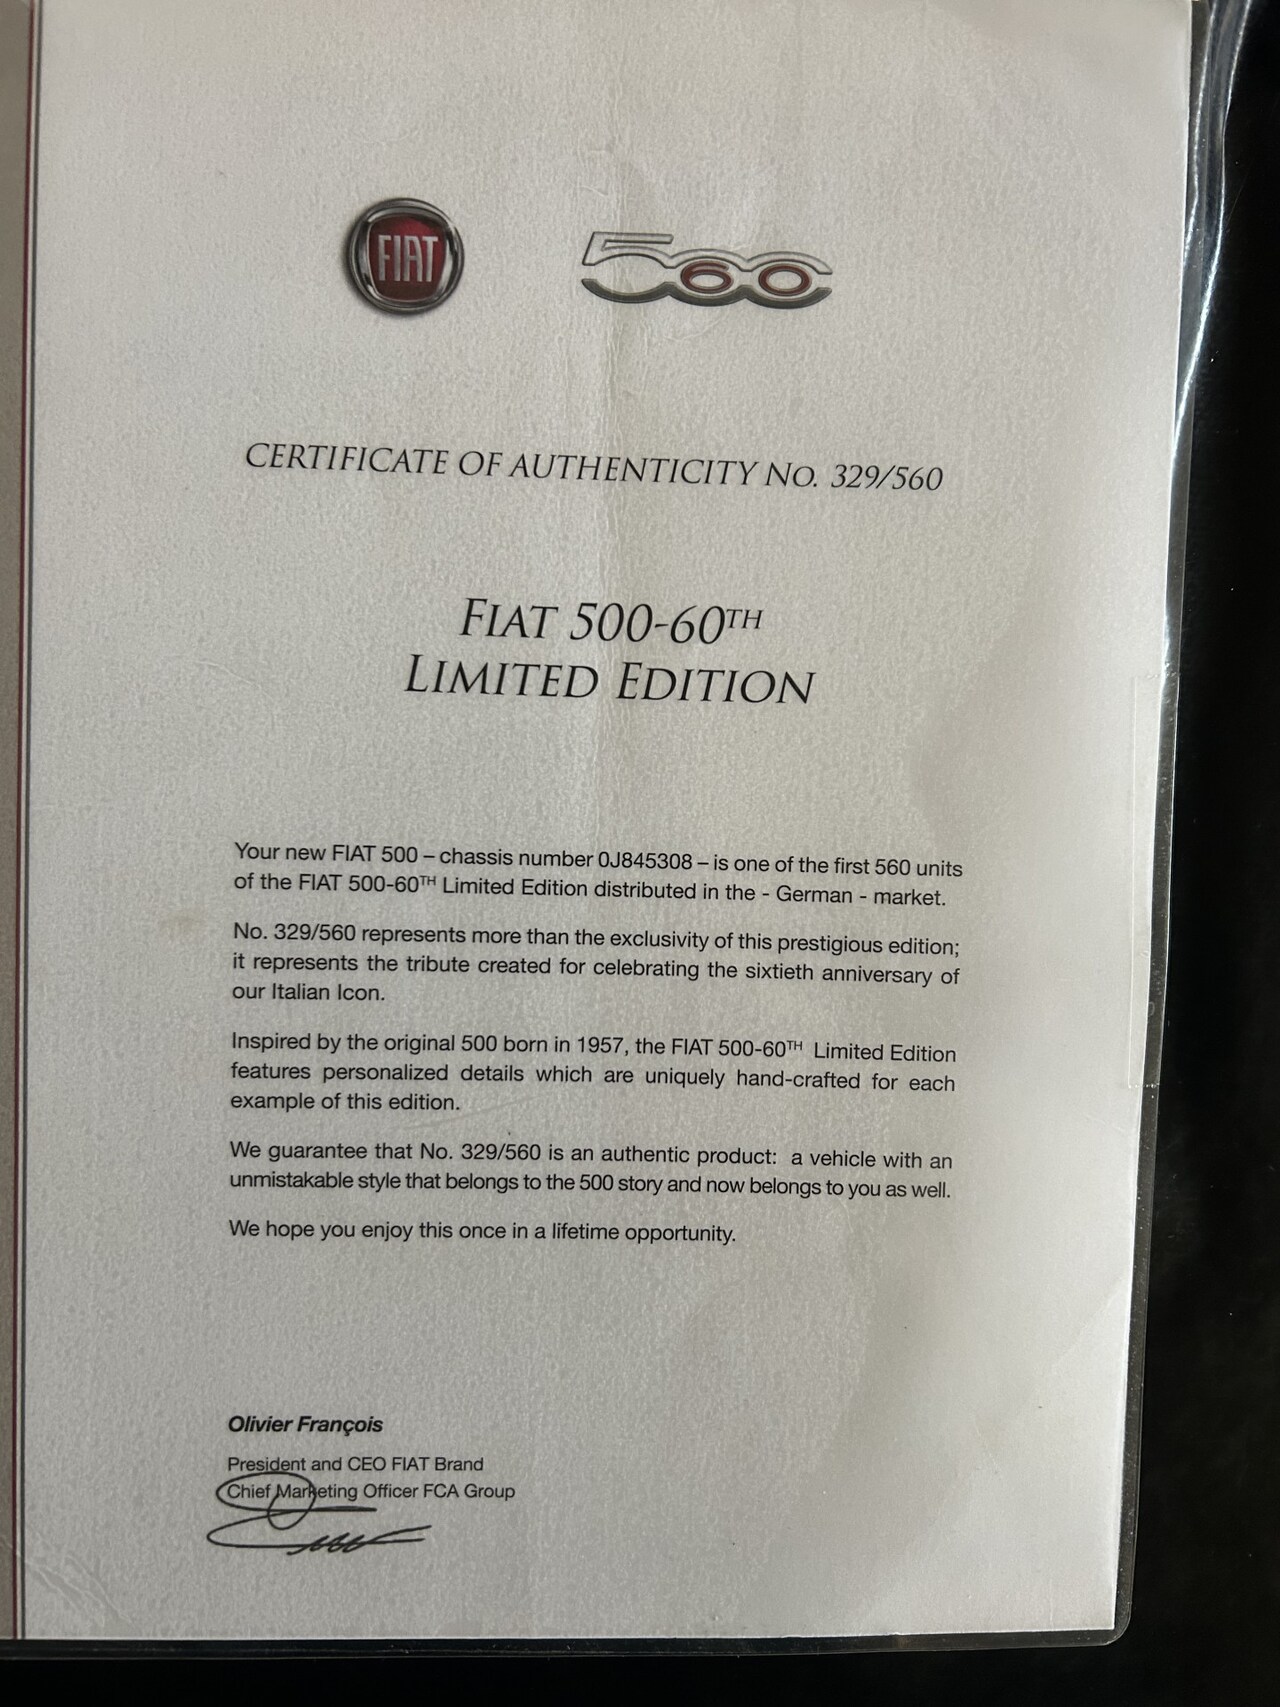 FIAT
560
CERTIFICATE OF AUTHENTICITY NO. 329/560
FIAT 500-60TH
LIMITED EDITION
Your new FIAT 500 – chassis number 0J845308 – is one of the first 560 units
of the FIAT 500-60TH Limited Edition distributed in the - German - market.
No. 329/560 represents more than the exclusivity of this prestigious edition;
it represents the tribute created for celebrating the sixtieth anniversary of
our Italian Icon.
Inspired by the original 500 born in 1957, the FIAT 500-60TH Limited Edition
features personalized details which are uniquely hand-crafted for each
example of this edition.
We guarantee that No. 329/560 is an authentic product: a vehicle with an
unmistakable style that belongs to the 500 story and now belongs to you as well.
We hope you enjoy this once in a lifetime opportunity.
Olivier François
President and CEO FIAT Brand
Chief Marketing Officer FCA Group